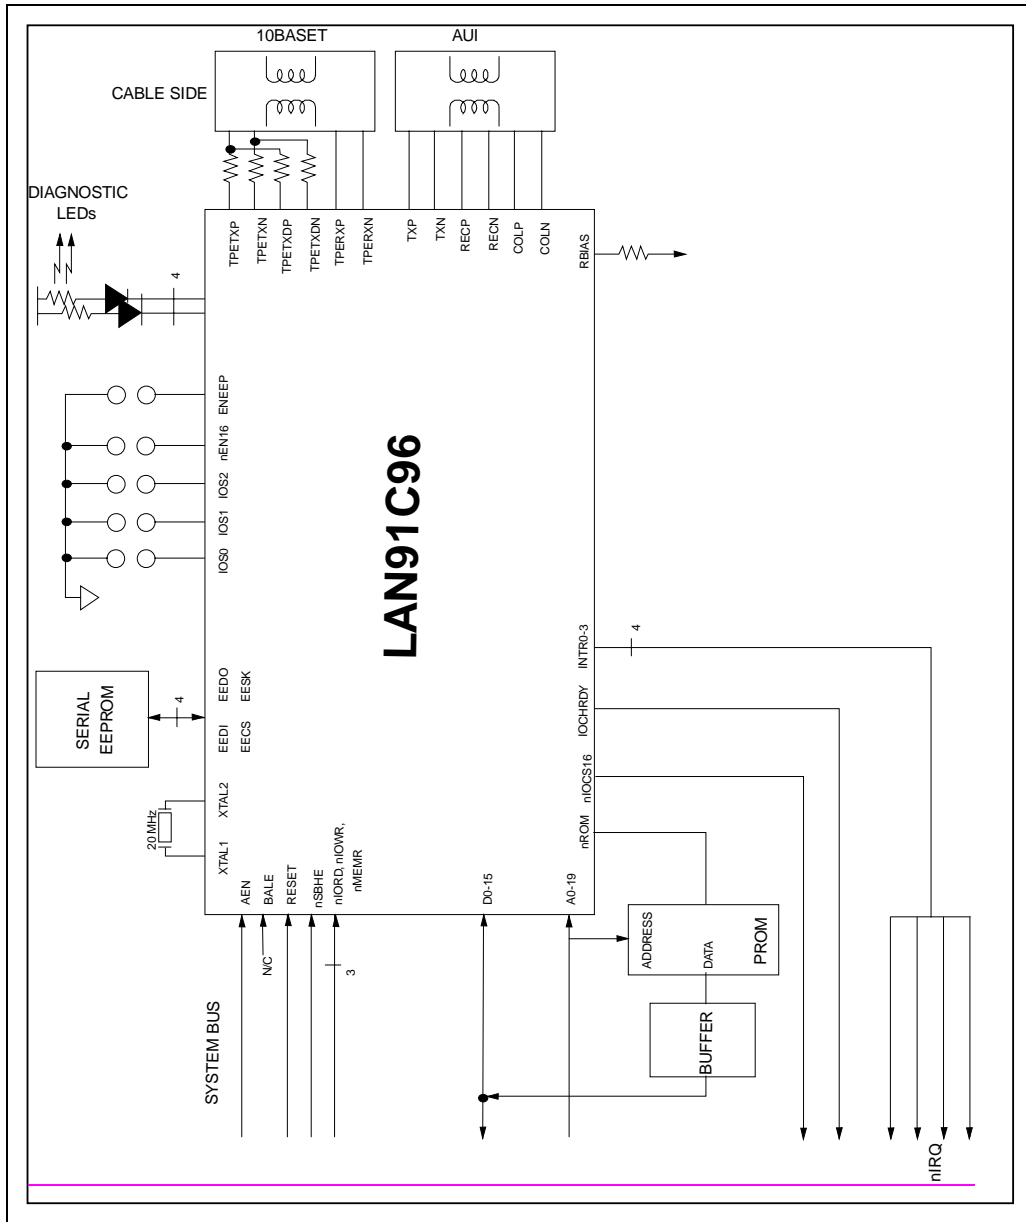 10BASET
AUI
CABLE SIDE
DIAGNOSTIC
LEDs
4
TPETXP
TPETXN
TPETXDP
TPETXDN
TPERXP
TPERXN
TXP
TXN
RECP
RECN
COLP
COLN
RBIAS
ENEEP
nEN16
IOS2
IOS1
IOS0
LAN91C96
SERIAL
EEPROM
4
EEDO
EESK
EEDI
EECS
XTAL2
20 MHz
XTAL1
INTR0-3
4
IOCHRDY
nIOCS16
nROM
AEN
BALE
RESET
nSBHE
nIORD, nIOWR,
nMEMR
D0-15
A0-19
N/C
3
ADDRESS
DATA
PROM
BUFFER
SYSTEM BUS
nIRQ